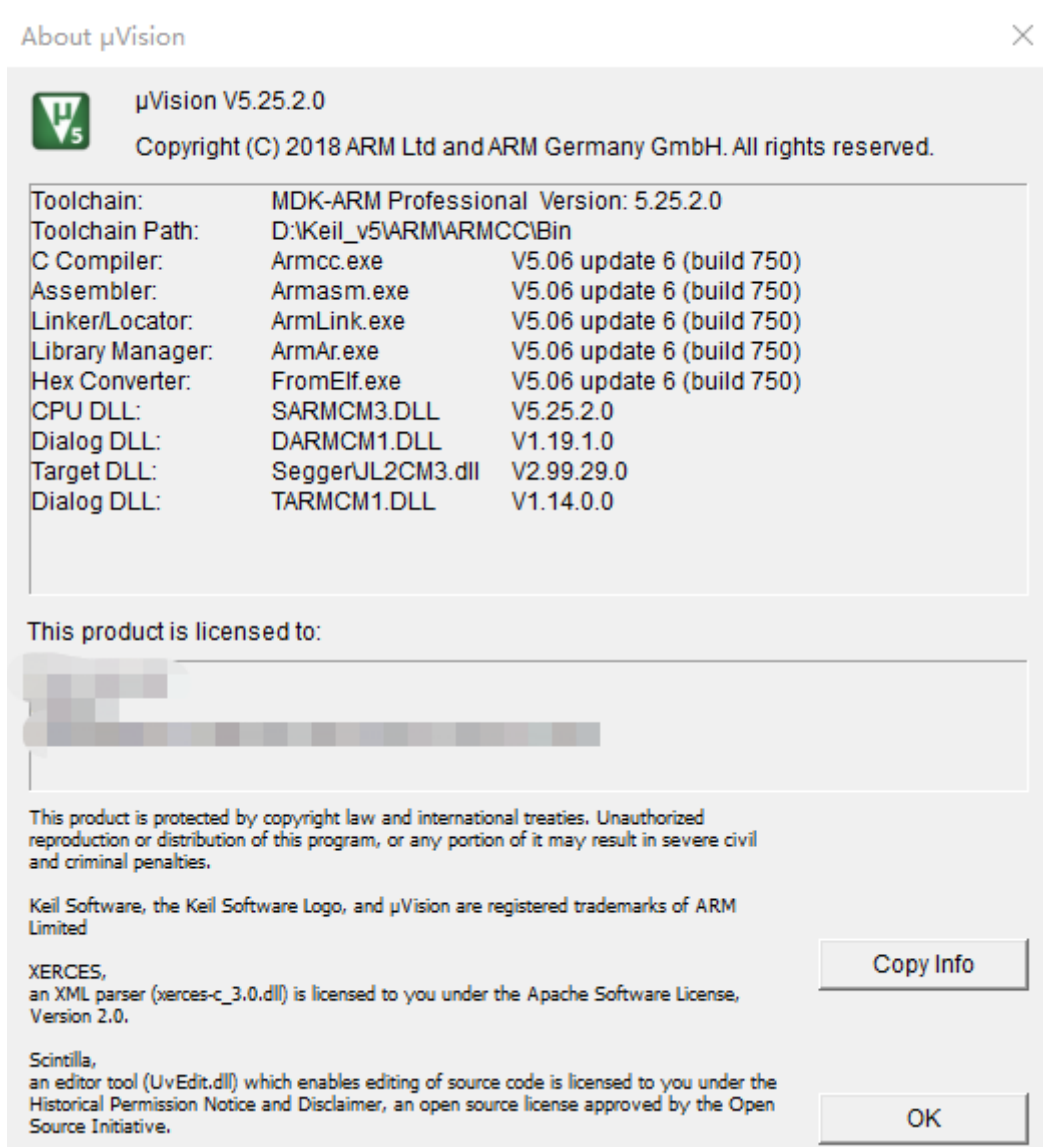 About µVision
µVision V5.25.2.0
Copyright (C) 2018 ARM Ltd and ARM Germany GmbH. All rights reserved.
Toolchain: MDK-ARM Professional Version: 5.25.2.0
Toolchain Path: D:\Keil_v5\ARM\ARMCC\Bin
C Compiler: Armcc.exe V5.06 update 6 (build 750)
Assembler: Armasm.exe V5.06 update 6 (build 750)
Linker/Locator: ArmLink.exe V5.06 update 6 (build 750)
Library Manager: ArmAr.exe V5.06 update 6 (build 750)
Hex Converter: FromElf.exe V5.06 update 6 (build 750)
CPU DLL: SARMCM3.DLL V5.25.2.0
Dialog DLL: DARMCM1.DLL V1.19.1.0
Target DLL: Segger\JL2CM3.dll V2.99.29.0
Dialog DLL: TARMCM1.DLL V1.14.0.0
This product is licensed to:
This product is protected by copyright law and international treaties. Unauthorized
reproduction or distribution of this program, or any portion of it may result in severe civil
and criminal penalties.
Keil Software, the Keil Software Logo, and µVision are registered trademarks of ARM
Limited
XERCES,
an XML parser (xerces-c_3.0.dll) is licensed to you under the Apache Software License,
Version 2.0.
Copy Info
Scintilla,
an editor tool (UvEdit.dll) which enables editing of source code is licensed to you under the
Historical Permission Notice and Disclaimer, an open source license approved by the Open
Source Initiative.
OK